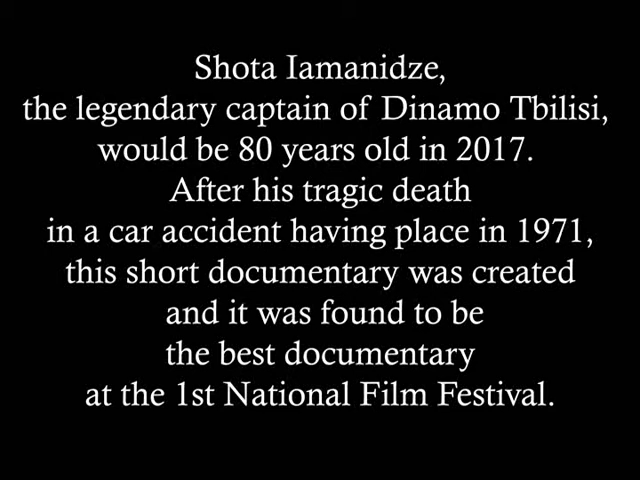 Shota Iamanidze,
the legendary captain of Dinamo Tbilisi,
would be 80 years old in 2017.
After his tragic death
in a car accident having place in 1971,
this short documentary was created
and it was found to be
the best documentary
at the 1st National Film Festival.